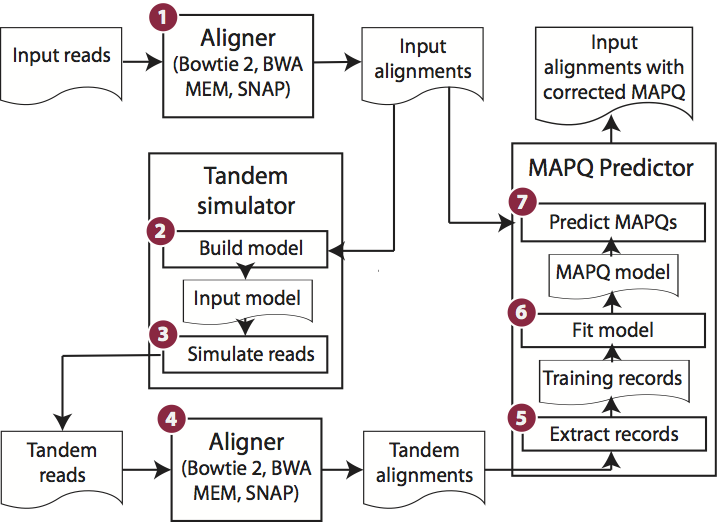 1
Input reads
Aligner
(Bowtie 2, BWA
MEM, SNAP)
Input
alignments
Input
alignments with
corrected MAPQ
Tandem
simulator
2
Build model
Input model
3
Simulate reads
MAPQ Predictor
7
Predict MAPQs
MAPQ model
6
Fit model
Training records
5
Extract records
Tandem
reads
4
Aligner
(Bowtie 2, BWA
MEM, SNAP)
Tandem
alignments